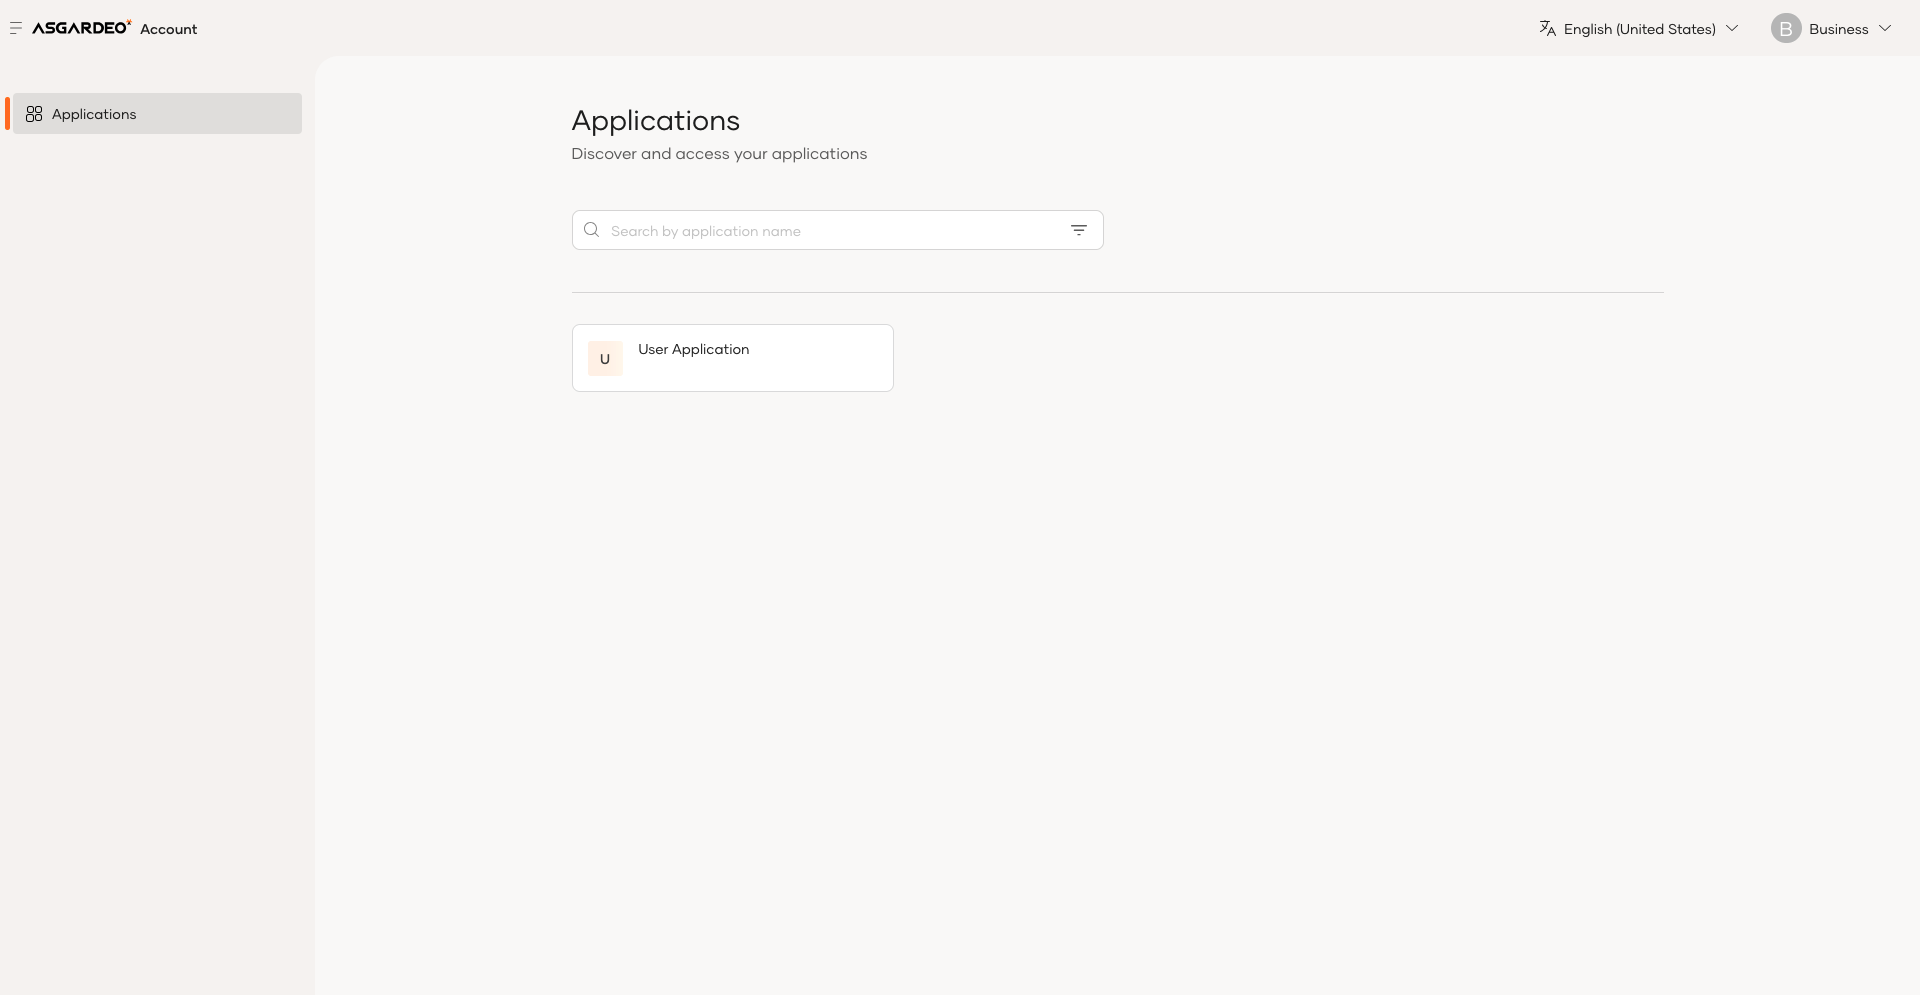 ASGARDEO Account
English (United States)
B Business
Applications
Applications
Discover and access your applications
Search by application name
U User Application